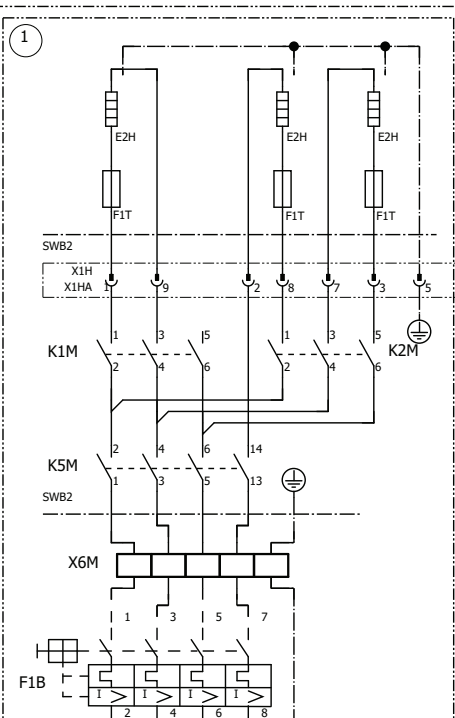 1
E2H E2H E2H
F1T F1T F1T
SWB2
X1H
X1HA 1 9 2 8 7 3 5
1 3 5 1 3 5
K1M K2M
2 4 6 2 4 6
2 4 6 14
K5M
1 3 5 13
SWB2
X6M
1 3 5 7
F1B
I > I > I > I >
2 4 6 8